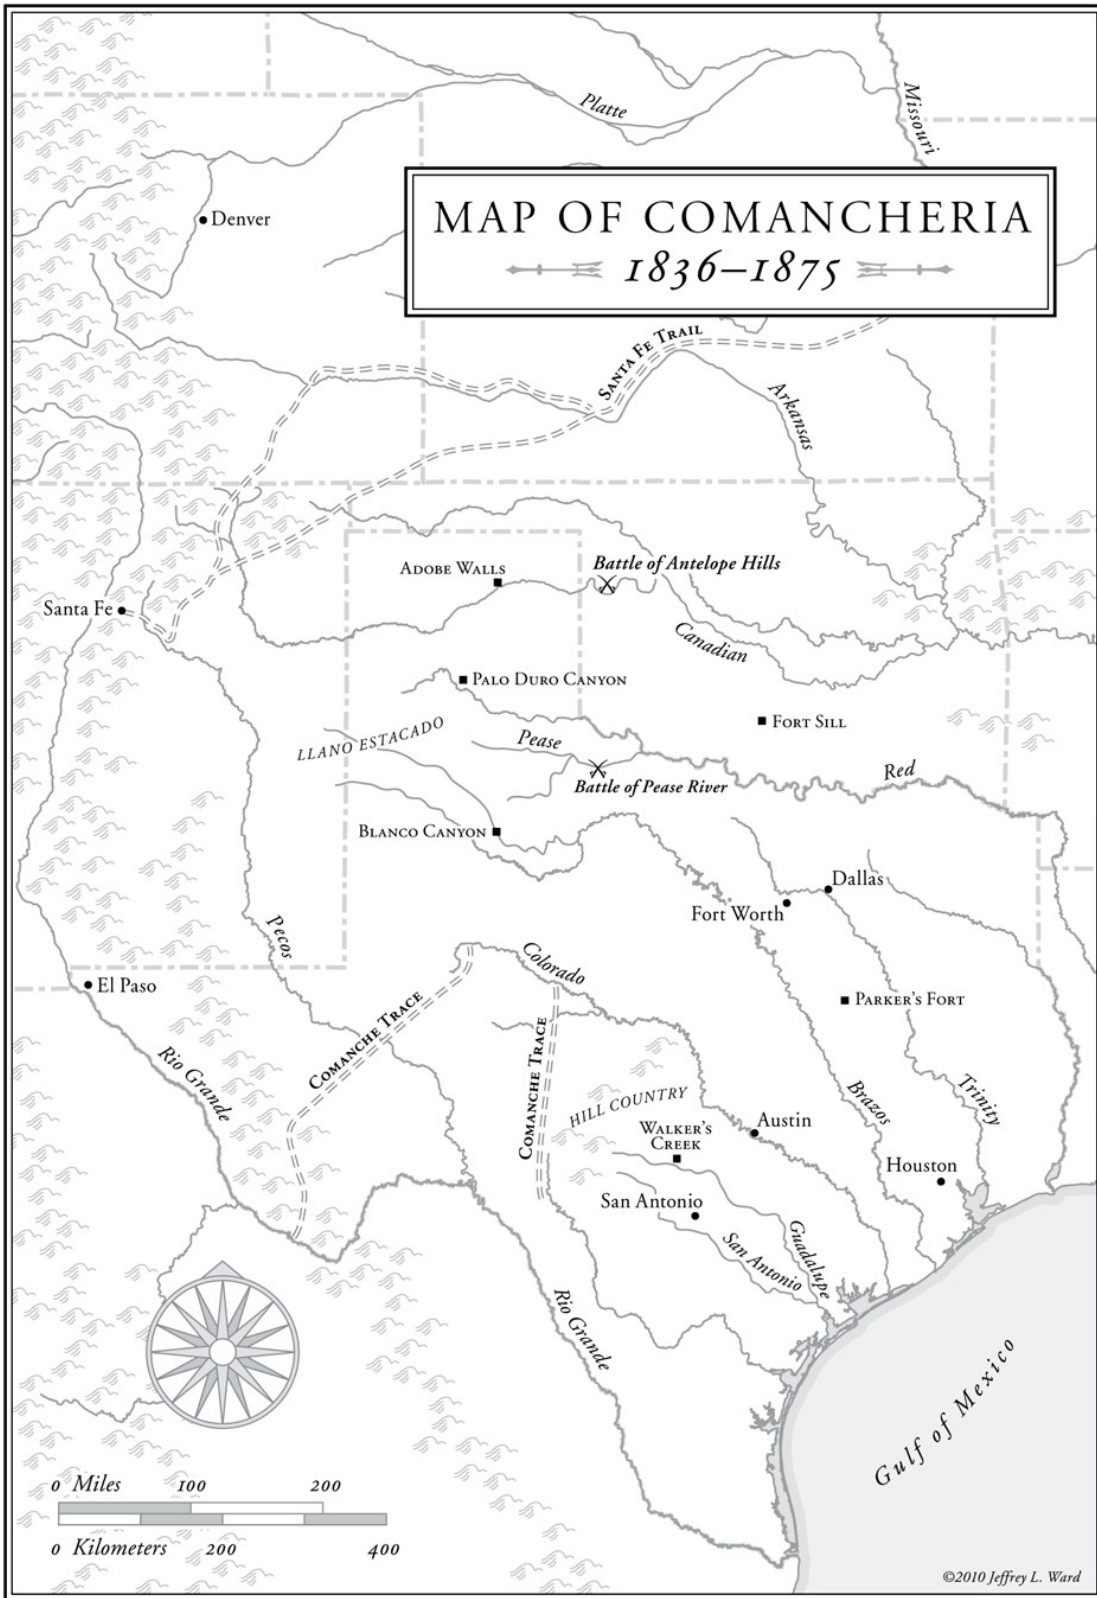 Platte
Missouri
MAP OF COMANCHERIA
1836–1875
Denver
SANTA FE TRAIL
Arkansas
ADOBE WALLS
Battle of Antelope Hills
Santa Fe
Canadian
PALO DURO CANYON
FORT SILL
LLANO ESTACADO
Pease
Red
Battle of Pease River
BLANCO CANYON
Dallas
Fort Worth
Pecos
Colorado
El Paso
PARKER'S FORT
COMANCHE TRACE
COMANCHE TRACE
Rio Grande
HILL COUNTRY
Brazos
Trinity
WALKER'S
CREEK
Austin
Houston
San Antonio
San Antonio
Guadalupe
Rio Grande
Gulf of Mexico
0 Miles 100 200
0 Kilometers 200 400
©2010 Jeffrey L. Ward